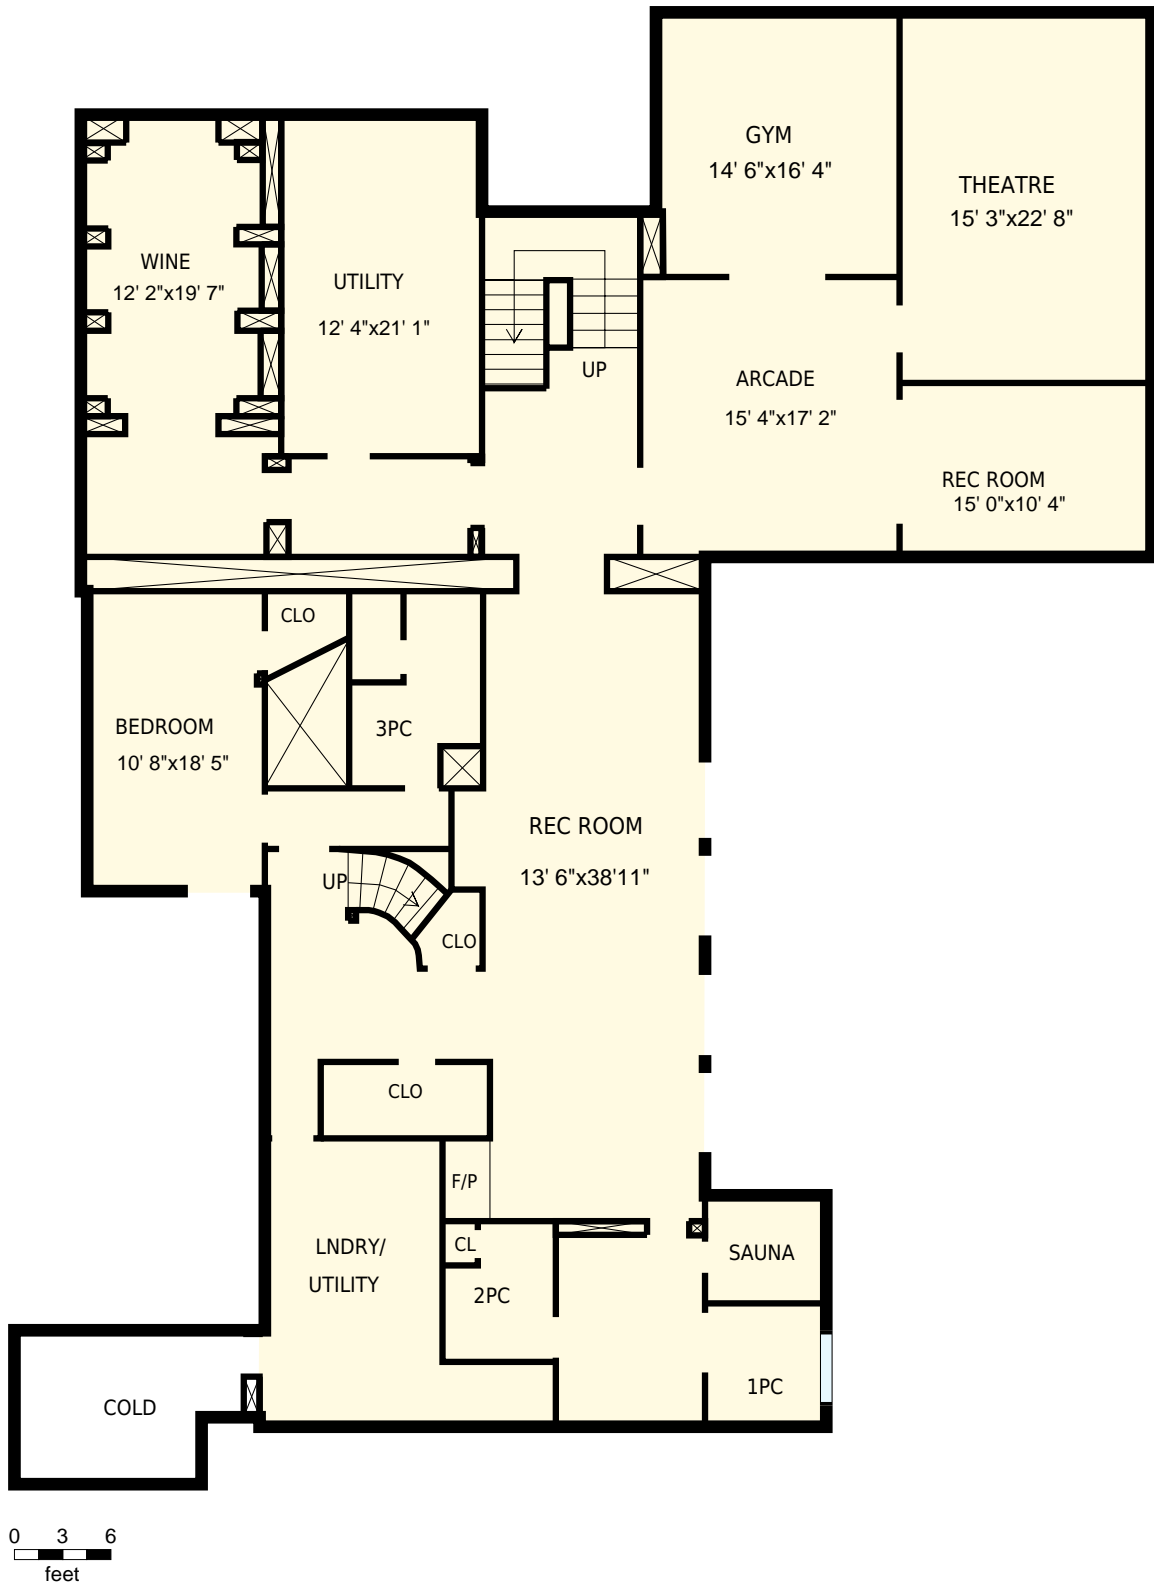 GYM
14' 6"x16' 4"
THEATRE
15' 3"x22' 8"
WINE
12' 2"x19' 7"
UTILITY
12' 4"x21' 1"
UP
ARCADE
15' 4"x17' 2"
REC ROOM
15' 0"x10' 4"
CLO
BEDROOM
10' 8"x18' 5"
3PC
REC ROOM
13' 6"x38'11"
UP
CLO
CLO
F/P
LNDRY/
UTILITY
CL
2PC
SAUNA
1PC
COLD
0 3 6
feet